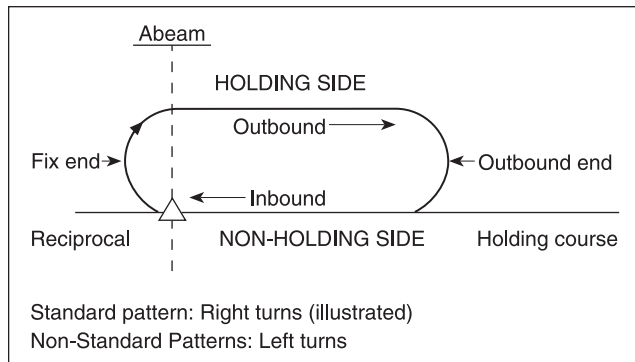 Abeam
HOLDING SIDE
Outbound
Fix end
Outbound end
Inbound
Reciprocal
NON-HOLDING SIDE
Holding course
Standard pattern: Right turns (illustrated)
Non-Standard Patterns: Left turns